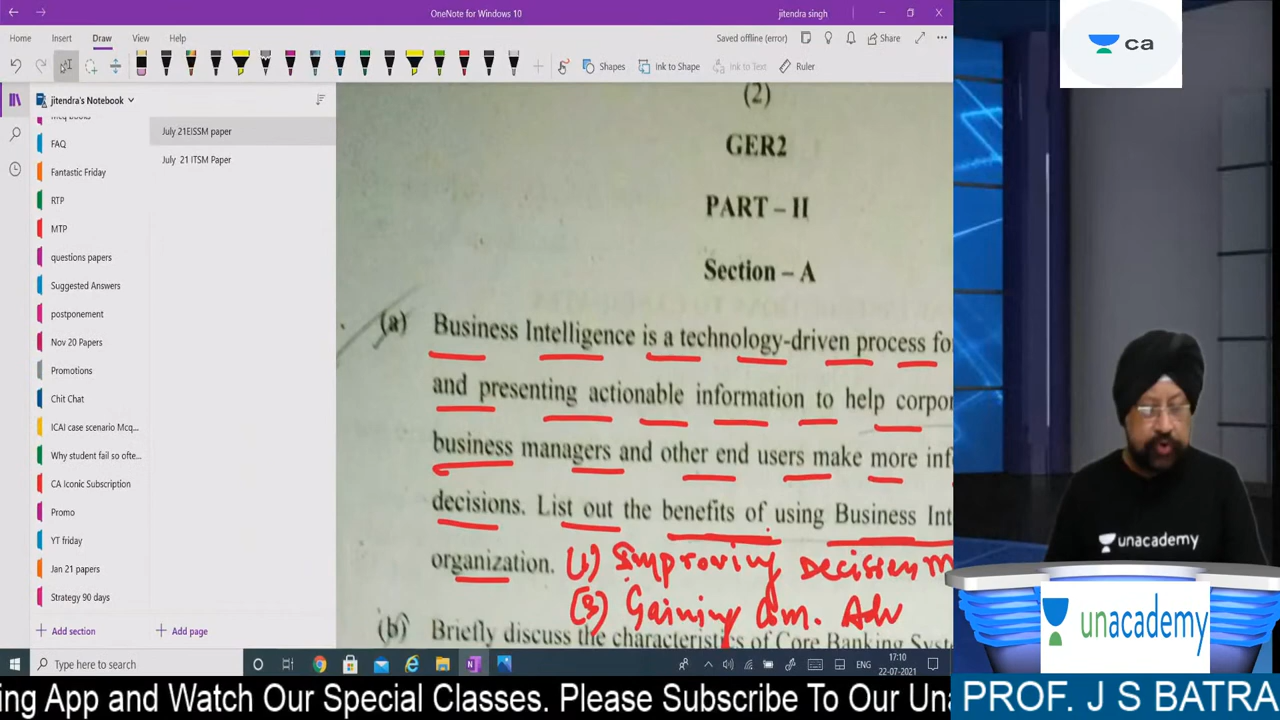 OneNote for Windows 10
jitendra singh
Home Insert Draw View Help
Saved offline (error)
Share
Shapes
Ink to Shape
Ink to Text
Ruler
jitendra's Notebook
FAQ
Fantastic Friday
RTP
MTP
questions papers
Suggested Answers
postponement
Nov 20 Papers
Promotions
Chit Chat
ICAI case scenario Mcq...
Why student fail so ofte...
CA Iconic Subscription
Promo
YT friday
Jan 21 papers
Strategy 90 days
Add section
Add page
July 21EISSM paper
July 21 ITSM Paper
(2)
GER2
PART – II
Section – A
(a) Business Intelligence is a technology-driven process fo
and presenting actionable information to help corpor
business managers and other end users make more inf
decisions. List out the benefits of using Business Int
organization. (1) Improving Decision M
(3) Gaining Com. Adv
(b) Briefly discuss the characteristics of Core Banking Syste
Type here to search
ENG
17:10
22-07-2021
ca
unacademy
unacademy
ing App and Watch Our Special Classes. Please Subscribe To Our Una
PROF. J S BATRA